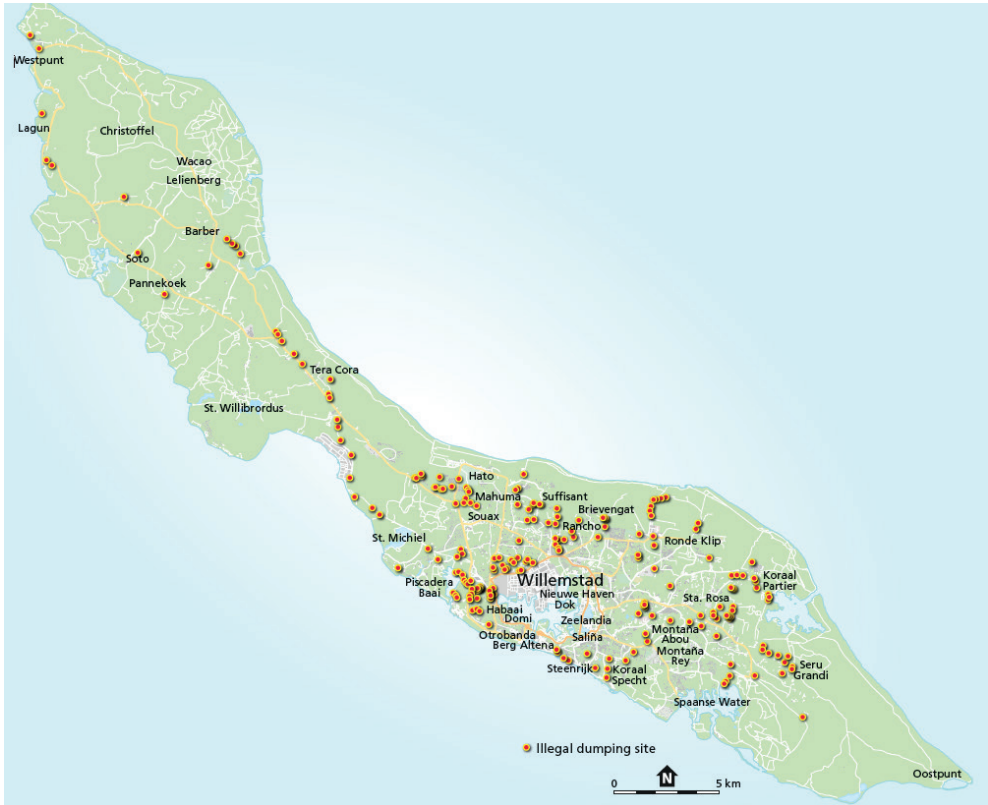 Westpunt
Lagun
Christoffel
Wacao
Lelienberg
Barber
Soto
Pannekoek
Tera Cora
St. Willibrordus
Hato
Mahuma
Suffisant
Souax
Brievengat
Rancho
St. Michiel
Ronde Klip
Piscadera
Baai
Willemstad
Koraal
Partier
Nieuwe Haven
Dok
Sta. Rosa
Habaai
Domi
Zeelandia
Otrobanda
Saliña
Montaña
Abou
Berg Altena
Montaña
Rey
Steenrijk
Koraal
Specht
Seru
Grandi
Spaanse Water
Illegal dumping site
Oostpunt
N
0 5 km